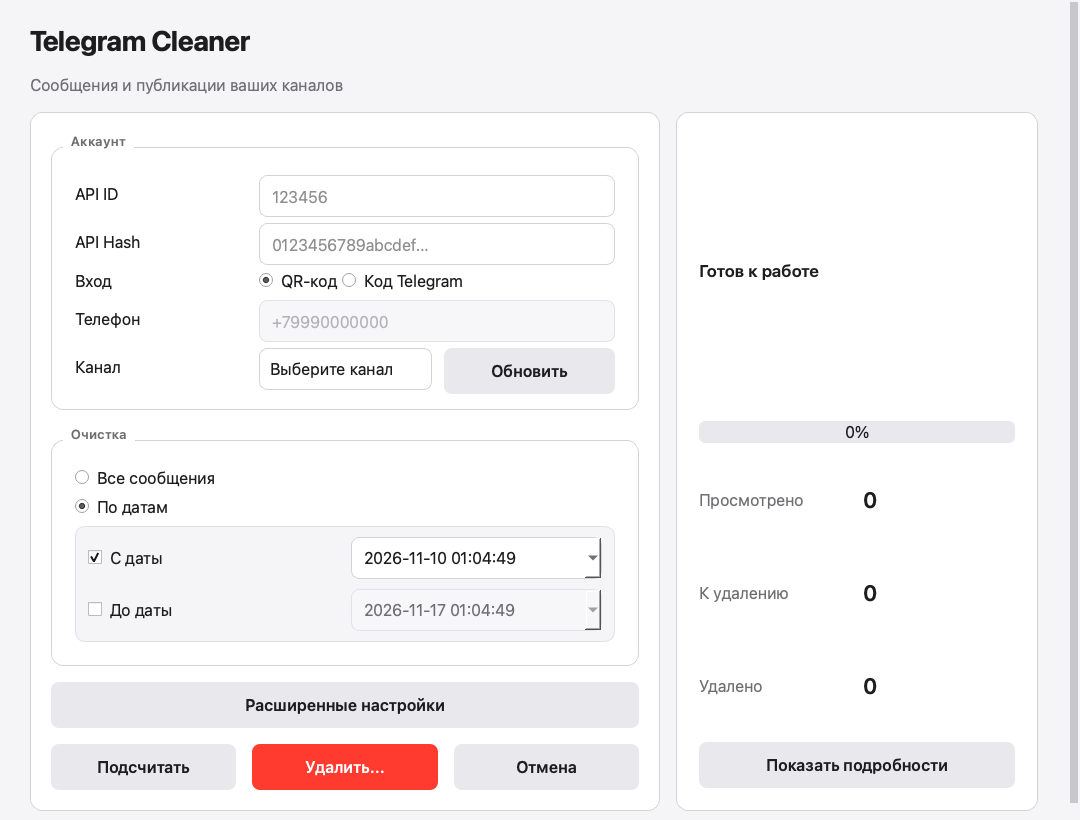 Telegram Cleaner
Сообщения и публикации ваших каналов
Аккаунт
API ID
123456
API Hash
0123456789abcdef...
Вход
QR-код
Код Telegram
Телефон
+79990000000
Канал
Выберите канал
Обновить
Очистка
Все сообщения
По датам
С даты
2026-11-10 01:04:49
До даты
2026-11-17 01:04:49
Расширенные настройки
Подсчитать
Удалить...
Отмена
Готов к работе
0%
Просмотрено
0
К удалению
0
Удалено
0
Показать подробности